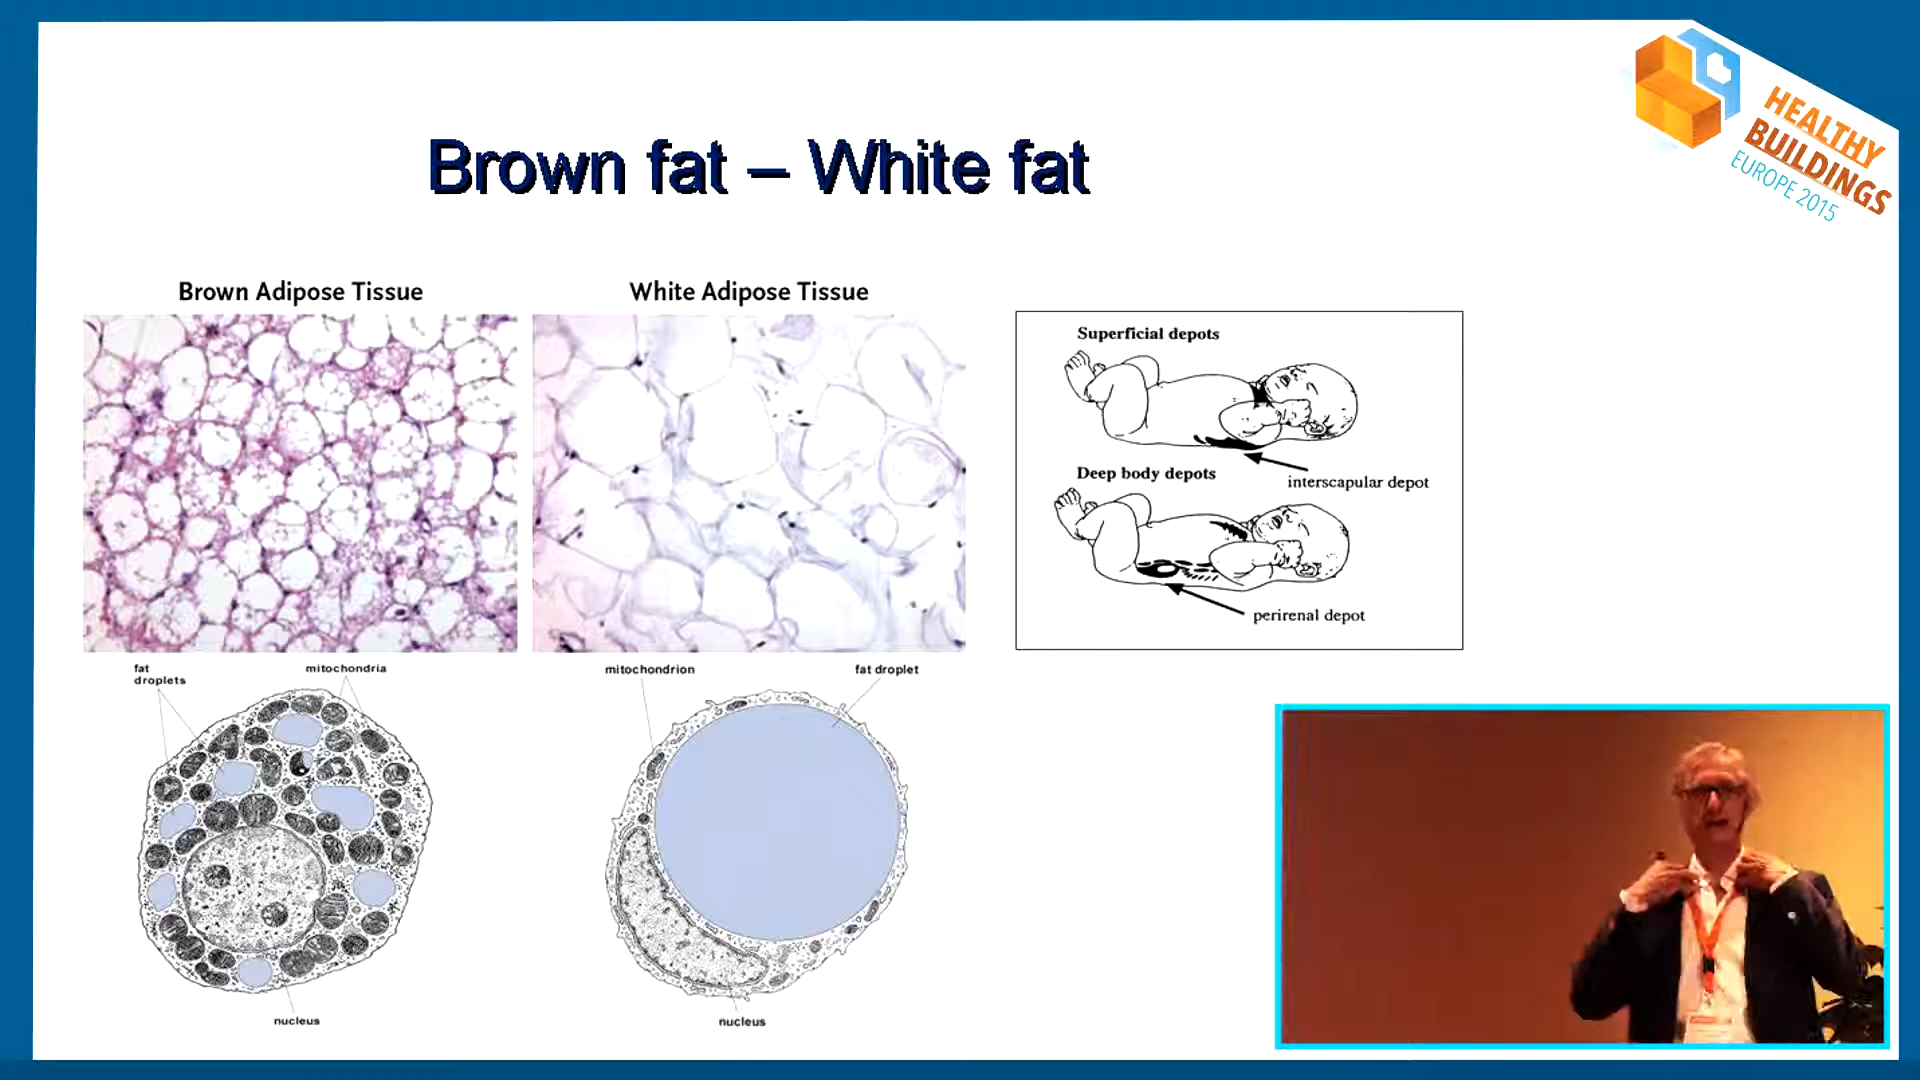 HEALTHY
BUILDINGS
EUROPE 2015
Brown fat – White fat
Brown Adipose Tissue
White Adipose Tissue
Superficial depots
interscapular depot
Deep body depots
perirenal depot
fat
droplets
mitochondria
mitochondrion
fat droplet
nucleus
nucleus